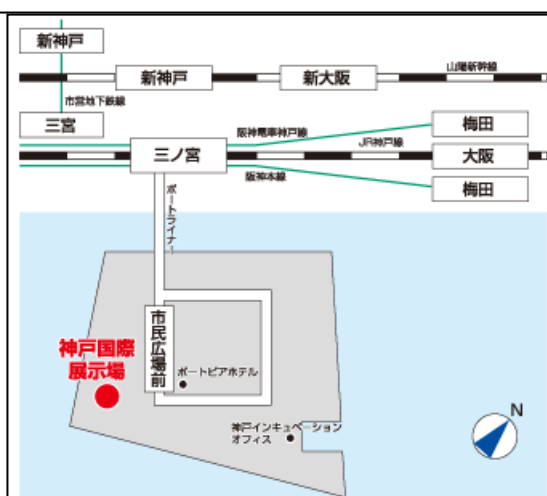 新神戸
新神戸
新大阪
山陽新幹線
市営地下鉄線
三宮
阪神電車神戸線
梅田
三ノ宮
JR神戸線
大阪
阪神本線
梅田
ポートライナー
市民広場前
神戸国際
展示場
ポートピアホテル
神戸インキュベーション
オフィス
N